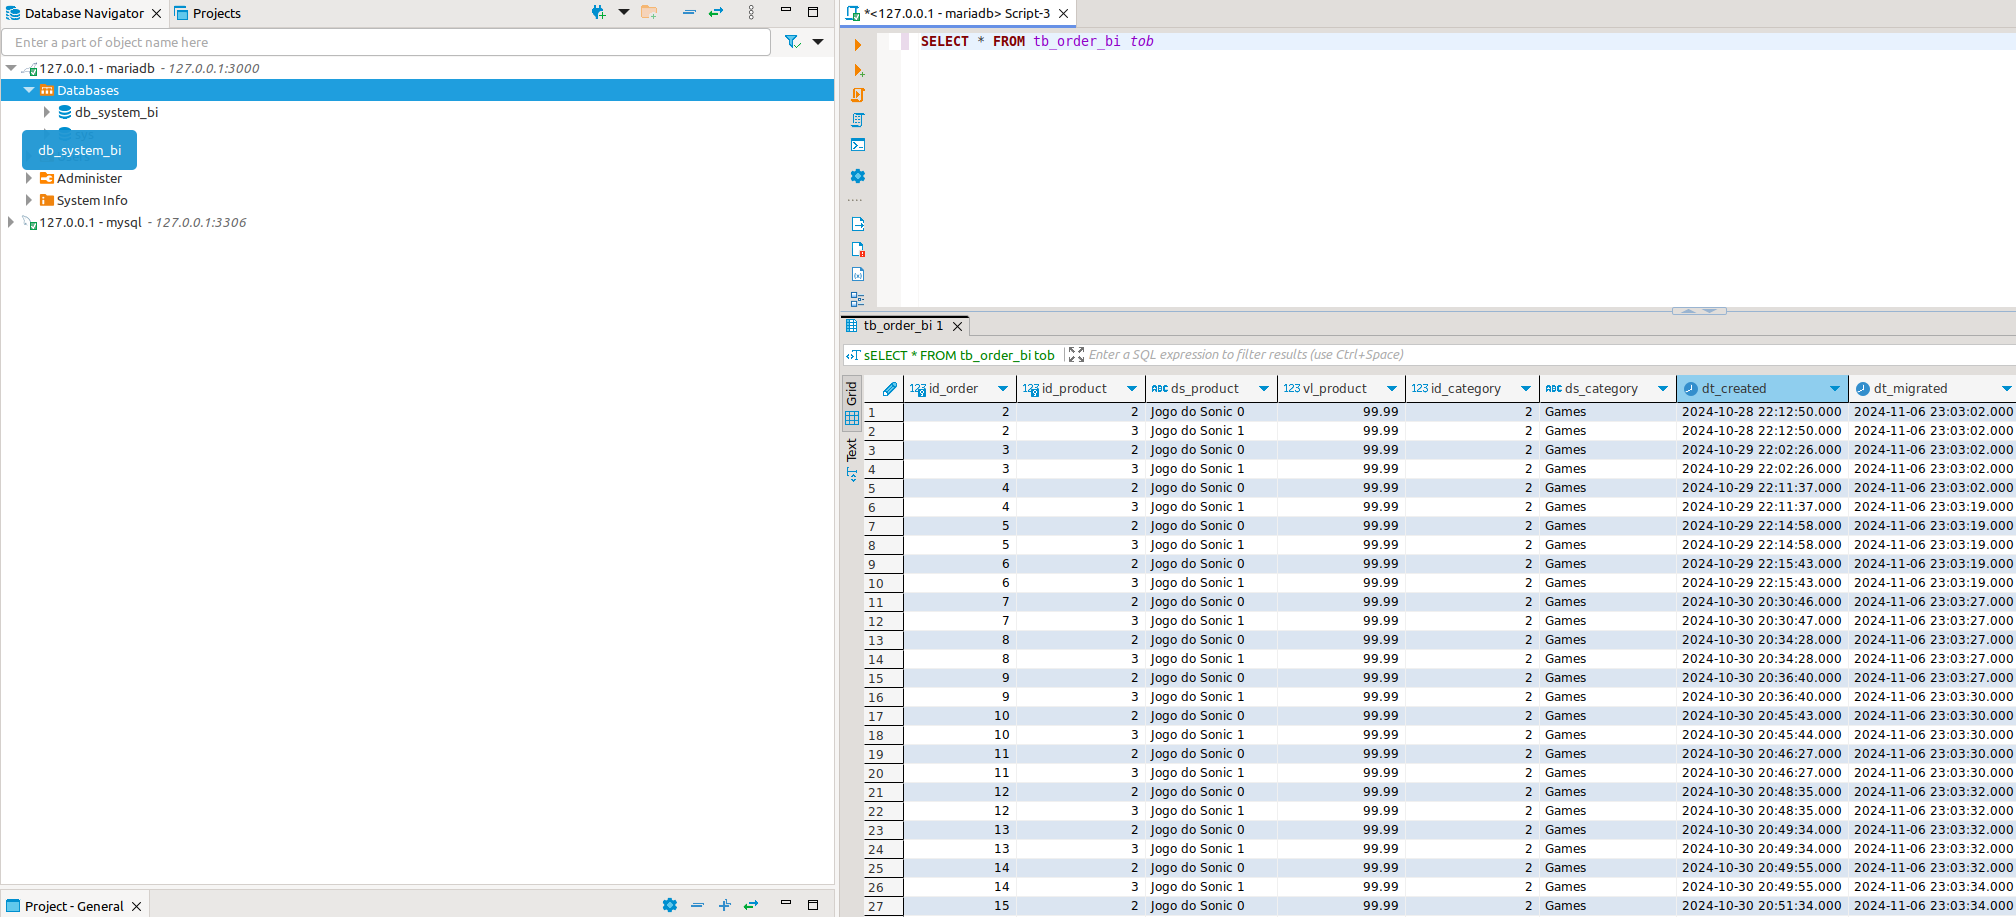 Database Navigator Projects
Enter a part of object name here
127.0.0.1 - mariadb - 127.0.0.1:3000
Databases
db_system_bi
db_system_bi
Administer
System Info
127.0.0.1 - mysql - 127.0.0.1:3306
Project - General
*<127.0.0.1 - mariadb> Script-3
SELECT * FROM tb_order_bi tob
tb_order_bi 1
sELECT * FROM tb_order_bi tob Enter a SQL expression to filter results (use Ctrl+Space)
Grid
Text
123 id_order 123 id_product ABC ds_product 123 vl_product 123 id_category ABC ds_category dt_created dt_migrated
1 2 2 Jogo do Sonic 0 99.99 2 Games 2024-10-28 22:12:50.000 2024-11-06 23:03:02.000
2 2 3 Jogo do Sonic 1 99.99 2 Games 2024-10-28 22:12:50.000 2024-11-06 23:03:02.000
3 3 2 Jogo do Sonic 0 99.99 2 Games 2024-10-29 22:02:26.000 2024-11-06 23:03:02.000
4 3 3 Jogo do Sonic 1 99.99 2 Games 2024-10-29 22:02:26.000 2024-11-06 23:03:02.000
5 4 2 Jogo do Sonic 0 99.99 2 Games 2024-10-29 22:11:37.000 2024-11-06 23:03:02.000
6 4 3 Jogo do Sonic 1 99.99 2 Games 2024-10-29 22:11:37.000 2024-11-06 23:03:19.000
7 5 2 Jogo do Sonic 0 99.99 2 Games 2024-10-29 22:14:58.000 2024-11-06 23:03:19.000
8 5 3 Jogo do Sonic 1 99.99 2 Games 2024-10-29 22:14:58.000 2024-11-06 23:03:19.000
9 6 2 Jogo do Sonic 0 99.99 2 Games 2024-10-29 22:15:43.000 2024-11-06 23:03:19.000
10 6 3 Jogo do Sonic 1 99.99 2 Games 2024-10-29 22:15:43.000 2024-11-06 23:03:19.000
11 7 2 Jogo do Sonic 0 99.99 2 Games 2024-10-30 20:30:46.000 2024-11-06 23:03:27.000
12 7 3 Jogo do Sonic 1 99.99 2 Games 2024-10-30 20:30:47.000 2024-11-06 23:03:27.000
13 8 2 Jogo do Sonic 0 99.99 2 Games 2024-10-30 20:34:28.000 2024-11-06 23:03:27.000
14 8 3 Jogo do Sonic 1 99.99 2 Games 2024-10-30 20:34:28.000 2024-11-06 23:03:27.000
15 9 2 Jogo do Sonic 0 99.99 2 Games 2024-10-30 20:36:40.000 2024-11-06 23:03:27.000
16 9 3 Jogo do Sonic 1 99.99 2 Games 2024-10-30 20:36:40.000 2024-11-06 23:03:30.000
17 10 2 Jogo do Sonic 0 99.99 2 Games 2024-10-30 20:45:43.000 2024-11-06 23:03:30.000
18 10 3 Jogo do Sonic 1 99.99 2 Games 2024-10-30 20:45:44.000 2024-11-06 23:03:30.000
19 11 2 Jogo do Sonic 0 99.99 2 Games 2024-10-30 20:46:27.000 2024-11-06 23:03:30.000
20 11 3 Jogo do Sonic 1 99.99 2 Games 2024-10-30 20:46:27.000 2024-11-06 23:03:30.000
21 12 2 Jogo do Sonic 0 99.99 2 Games 2024-10-30 20:48:35.000 2024-11-06 23:03:32.000
22 12 3 Jogo do Sonic 1 99.99 2 Games 2024-10-30 20:48:35.000 2024-11-06 23:03:32.000
23 13 2 Jogo do Sonic 0 99.99 2 Games 2024-10-30 20:49:34.000 2024-11-06 23:03:32.000
24 13 3 Jogo do Sonic 1 99.99 2 Games 2024-10-30 20:49:34.000 2024-11-06 23:03:32.000
25 14 2 Jogo do Sonic 0 99.99 2 Games 2024-10-30 20:49:55.000 2024-11-06 23:03:32.000
26 14 3 Jogo do Sonic 1 99.99 2 Games 2024-10-30 20:49:55.000 2024-11-06 23:03:34.000
27 15 2 Jogo do Sonic 0 99.99 2 Games 2024-10-30 20:51:34.000 2024-11-06 23:03:34.000